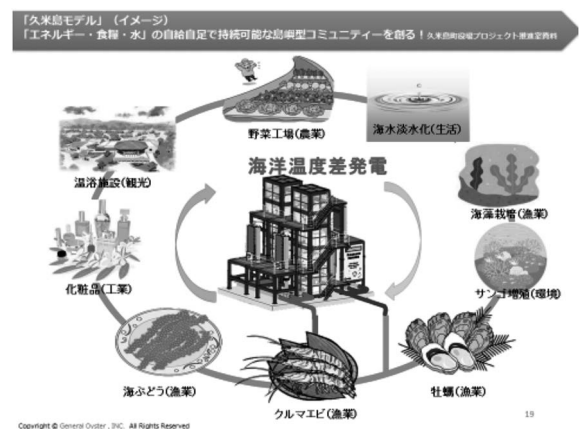 「久米島モデル」（イメージ）
「エネルギー・食糧・水」の自給自足で持続可能な島嶼型コミュニティーを創る！久米島町役場プロジェクト推進室資料
野菜工場(農業)
海水淡水化(生活)
温浴施設(観光)
海洋温度差発電
海藻栽培(漁業)
化粧品(工業)
サンゴ増殖(環境)
海ぶどう(漁業)
クルマエビ(漁業)
牡蠣(漁業)
19
Copyright © General Oyster , INC. All Rights Reserved